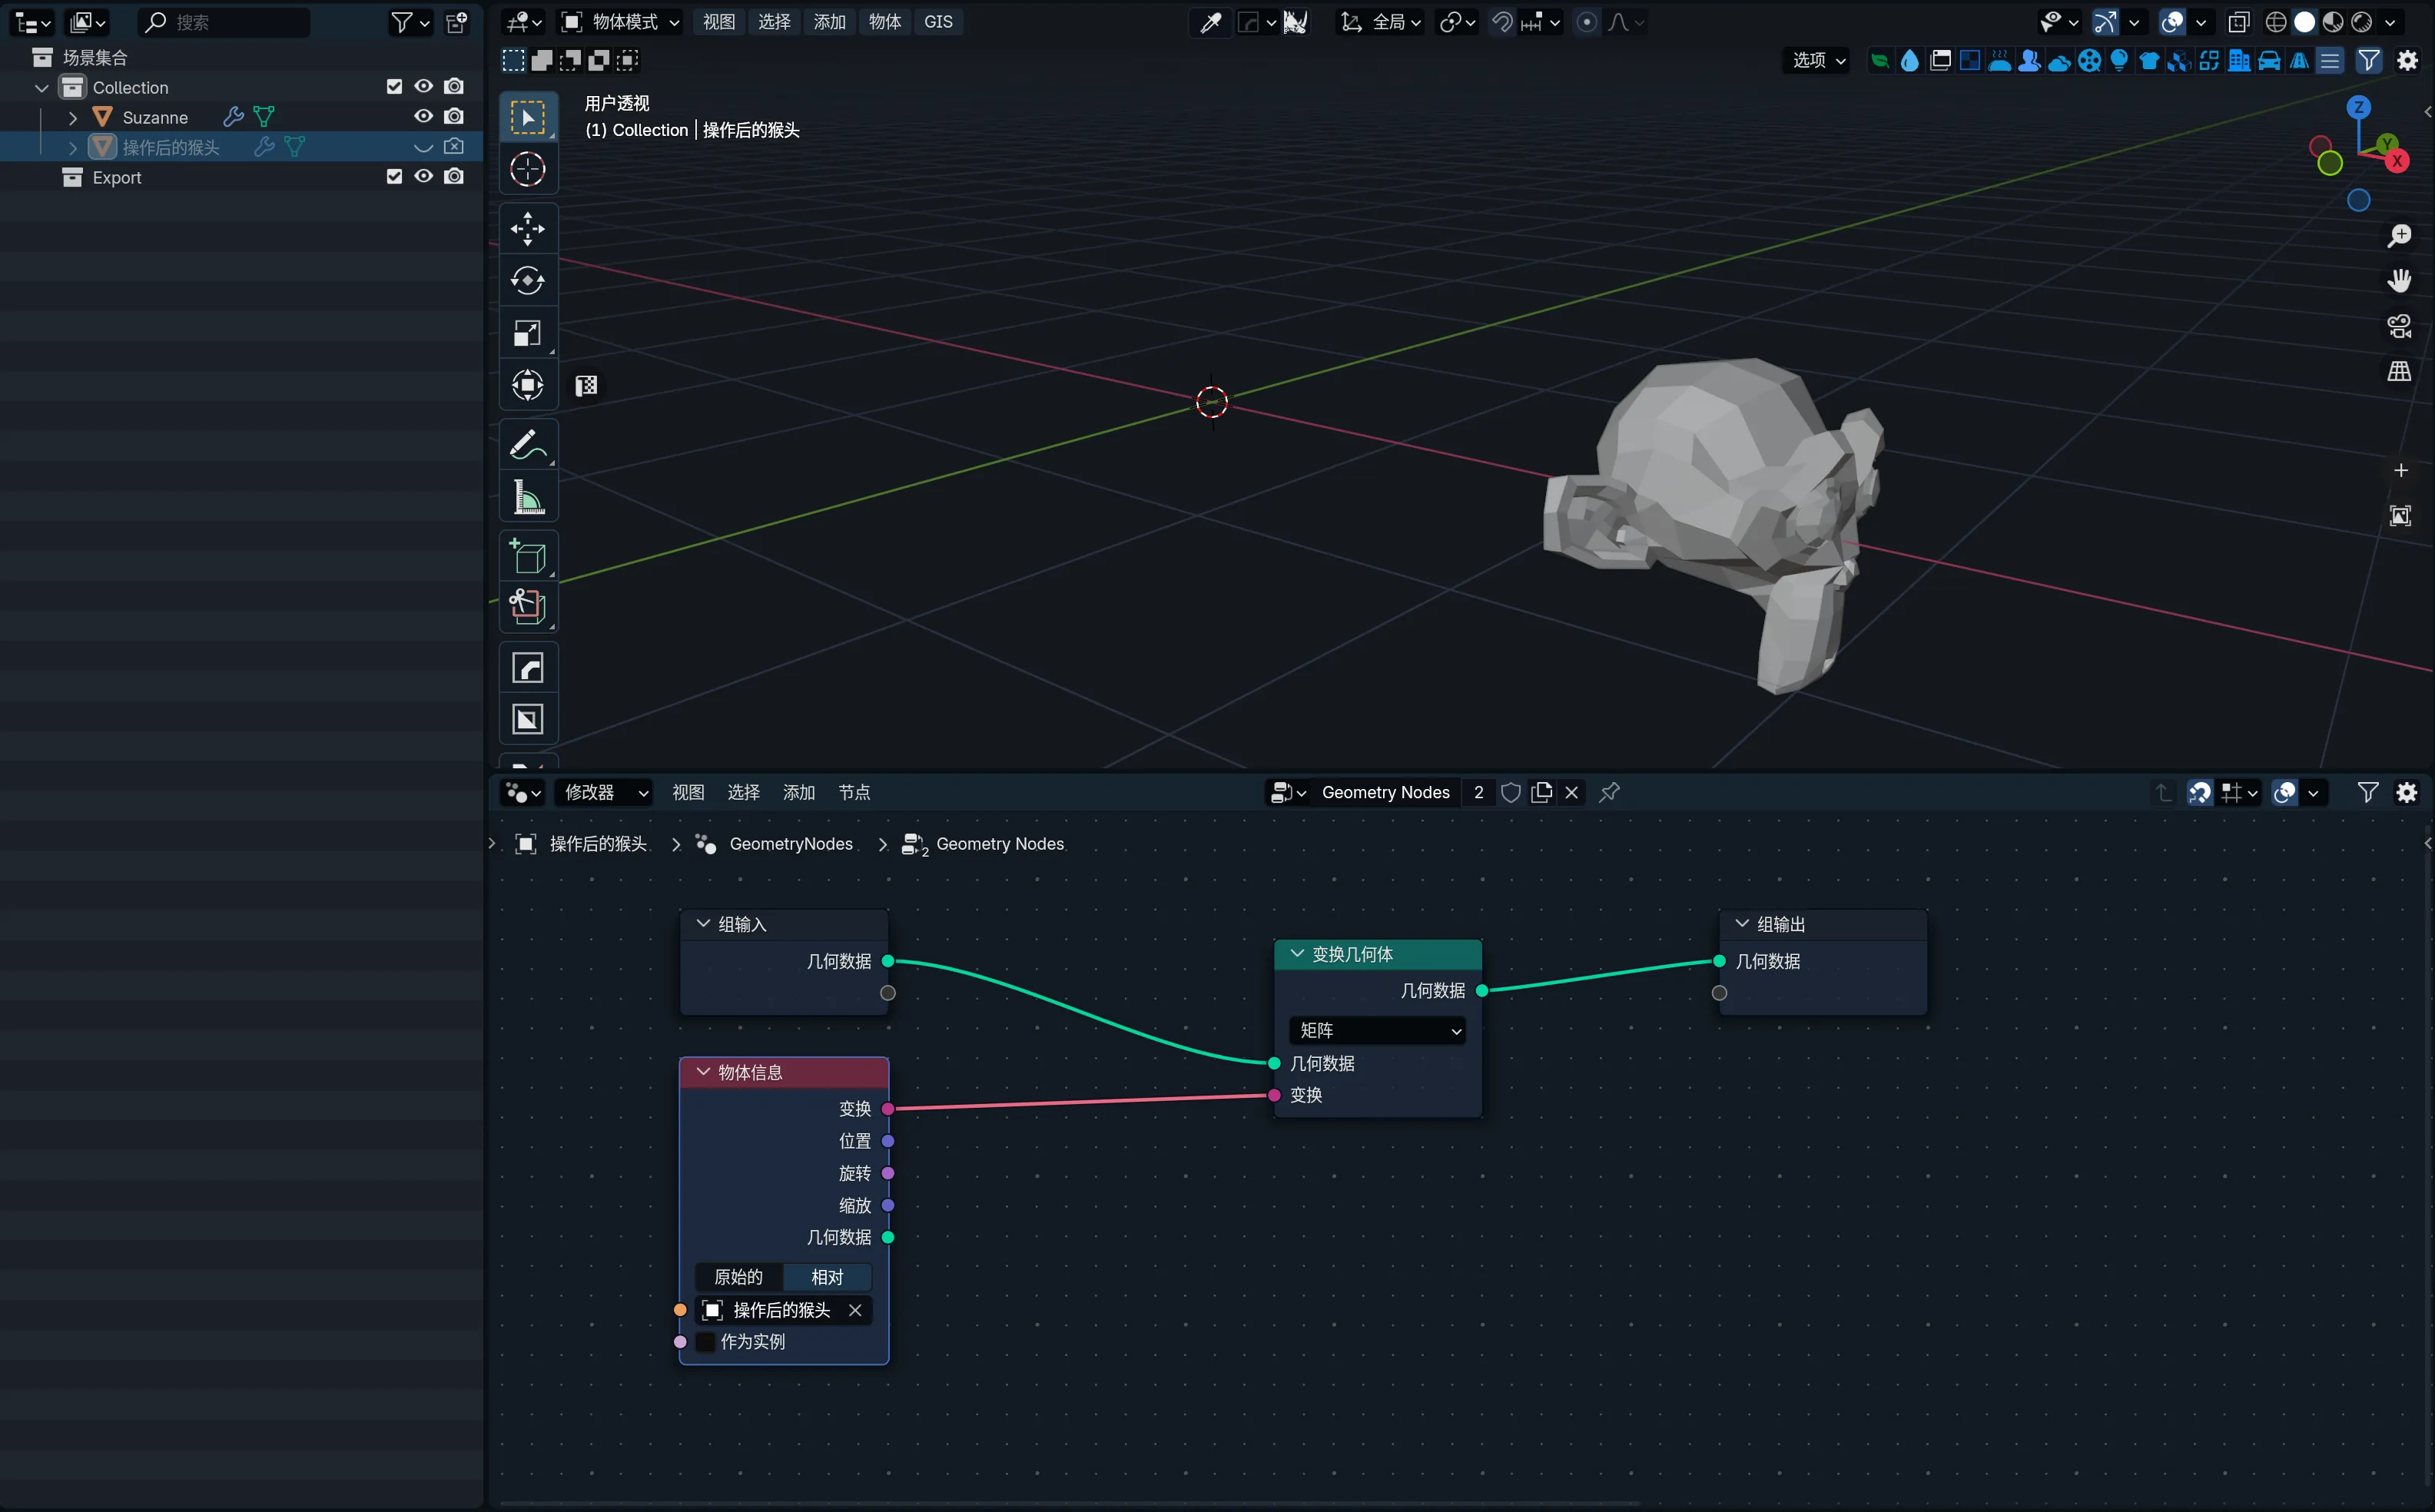 搜索
场景集合
Collection
Suzanne
操作后的猴头
Export
物体模式 视图 选择 添加 物体 GIS 全局
选项
用户透视
(1) Collection | 操作后的猴头
Z
Y
X
修改器 视图 选择 添加 节点 Geometry Nodes 2
操作后的猴头 GeometryNodes 2 Geometry Nodes
组输入
几何数据
物体信息
变换
位置
旋转
缩放
几何数据
原始的 相对
操作后的猴头
作为实例
变换几何体
几何数据
矩阵
几何数据
变换
组输出
几何数据